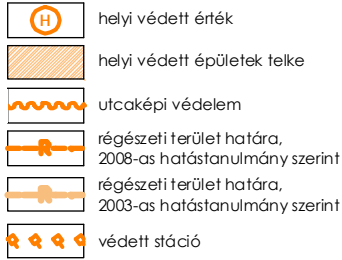 H helyi védett érték
helyi védett épületek telke
utcaképi védelem
R régészeti terület határa,
2008-as hatástanulmány szerint
R régészeti terület határa,
2003-as hatástanulmány szerint
védett stáció